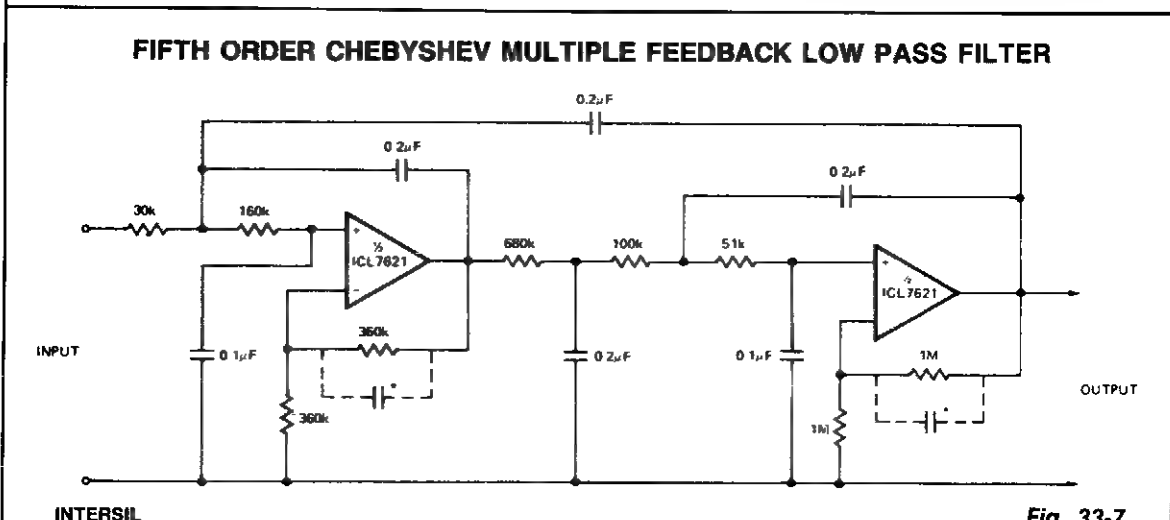 FIFTH ORDER CHEBYSHEV MULTIPLE FEEDBACK LOW PASS FILTER
0.2μF
0 2μF
0 2μF
30k
160k
½
ICL7621
680k
100k
51k
½
ICL7621
+
−
+
360k
1M
INPUT
0 1μF
0 2μF
0 1μF
*
*
OUTPUT
360k
1M
INTERSIL
Fig. 33-7